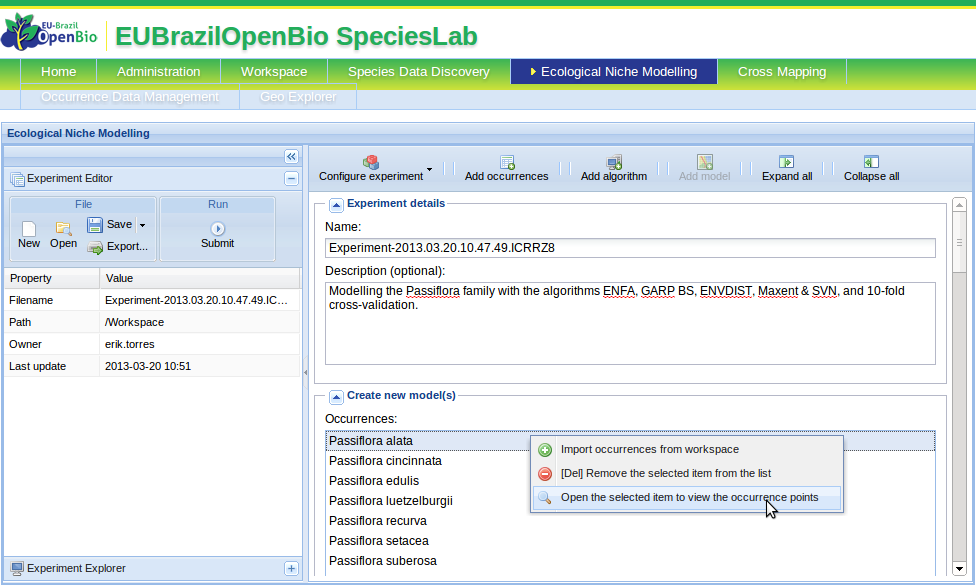 EU-Brazil
OpenBio
EUBrazilOpenBio SpeciesLab
Home
Administration
Workspace
Species Data Discovery
Ecological Niche Modelling
Cross Mapping
Occurrence Data Management
Geo Explorer
Ecological Niche Modelling
Experiment Editor
File
Run
New
Open
Save
Export...
Submit
Property
Value
Filename
Experiment-2013.03.20.10.47.49.IC...
Path
/Workspace
Owner
erik.torres
Last update
2013-03-20 10:51
Experiment Explorer
Configure experiment
Add occurrences
Add algorithm
Add model
Expand all
Collapse all
Experiment details
Name:
Experiment-2013.03.20.10.47.49.ICRRZ8
Description (optional):
Modelling the Passiflora family with the algorithms ENFA, GARP BS, ENVDIST, Maxent & SVN, and 10-fold
cross-validation.
Create new model(s)
Occurrences:
Passiflora alata
Passiflora cincinnata
Passiflora edulis
Passiflora luetzelburgii
Passiflora recurva
Passiflora setacea
Passiflora suberosa
Import occurrences from workspace
[Del] Remove the selected item from the list
Open the selected item to view the occurrence points